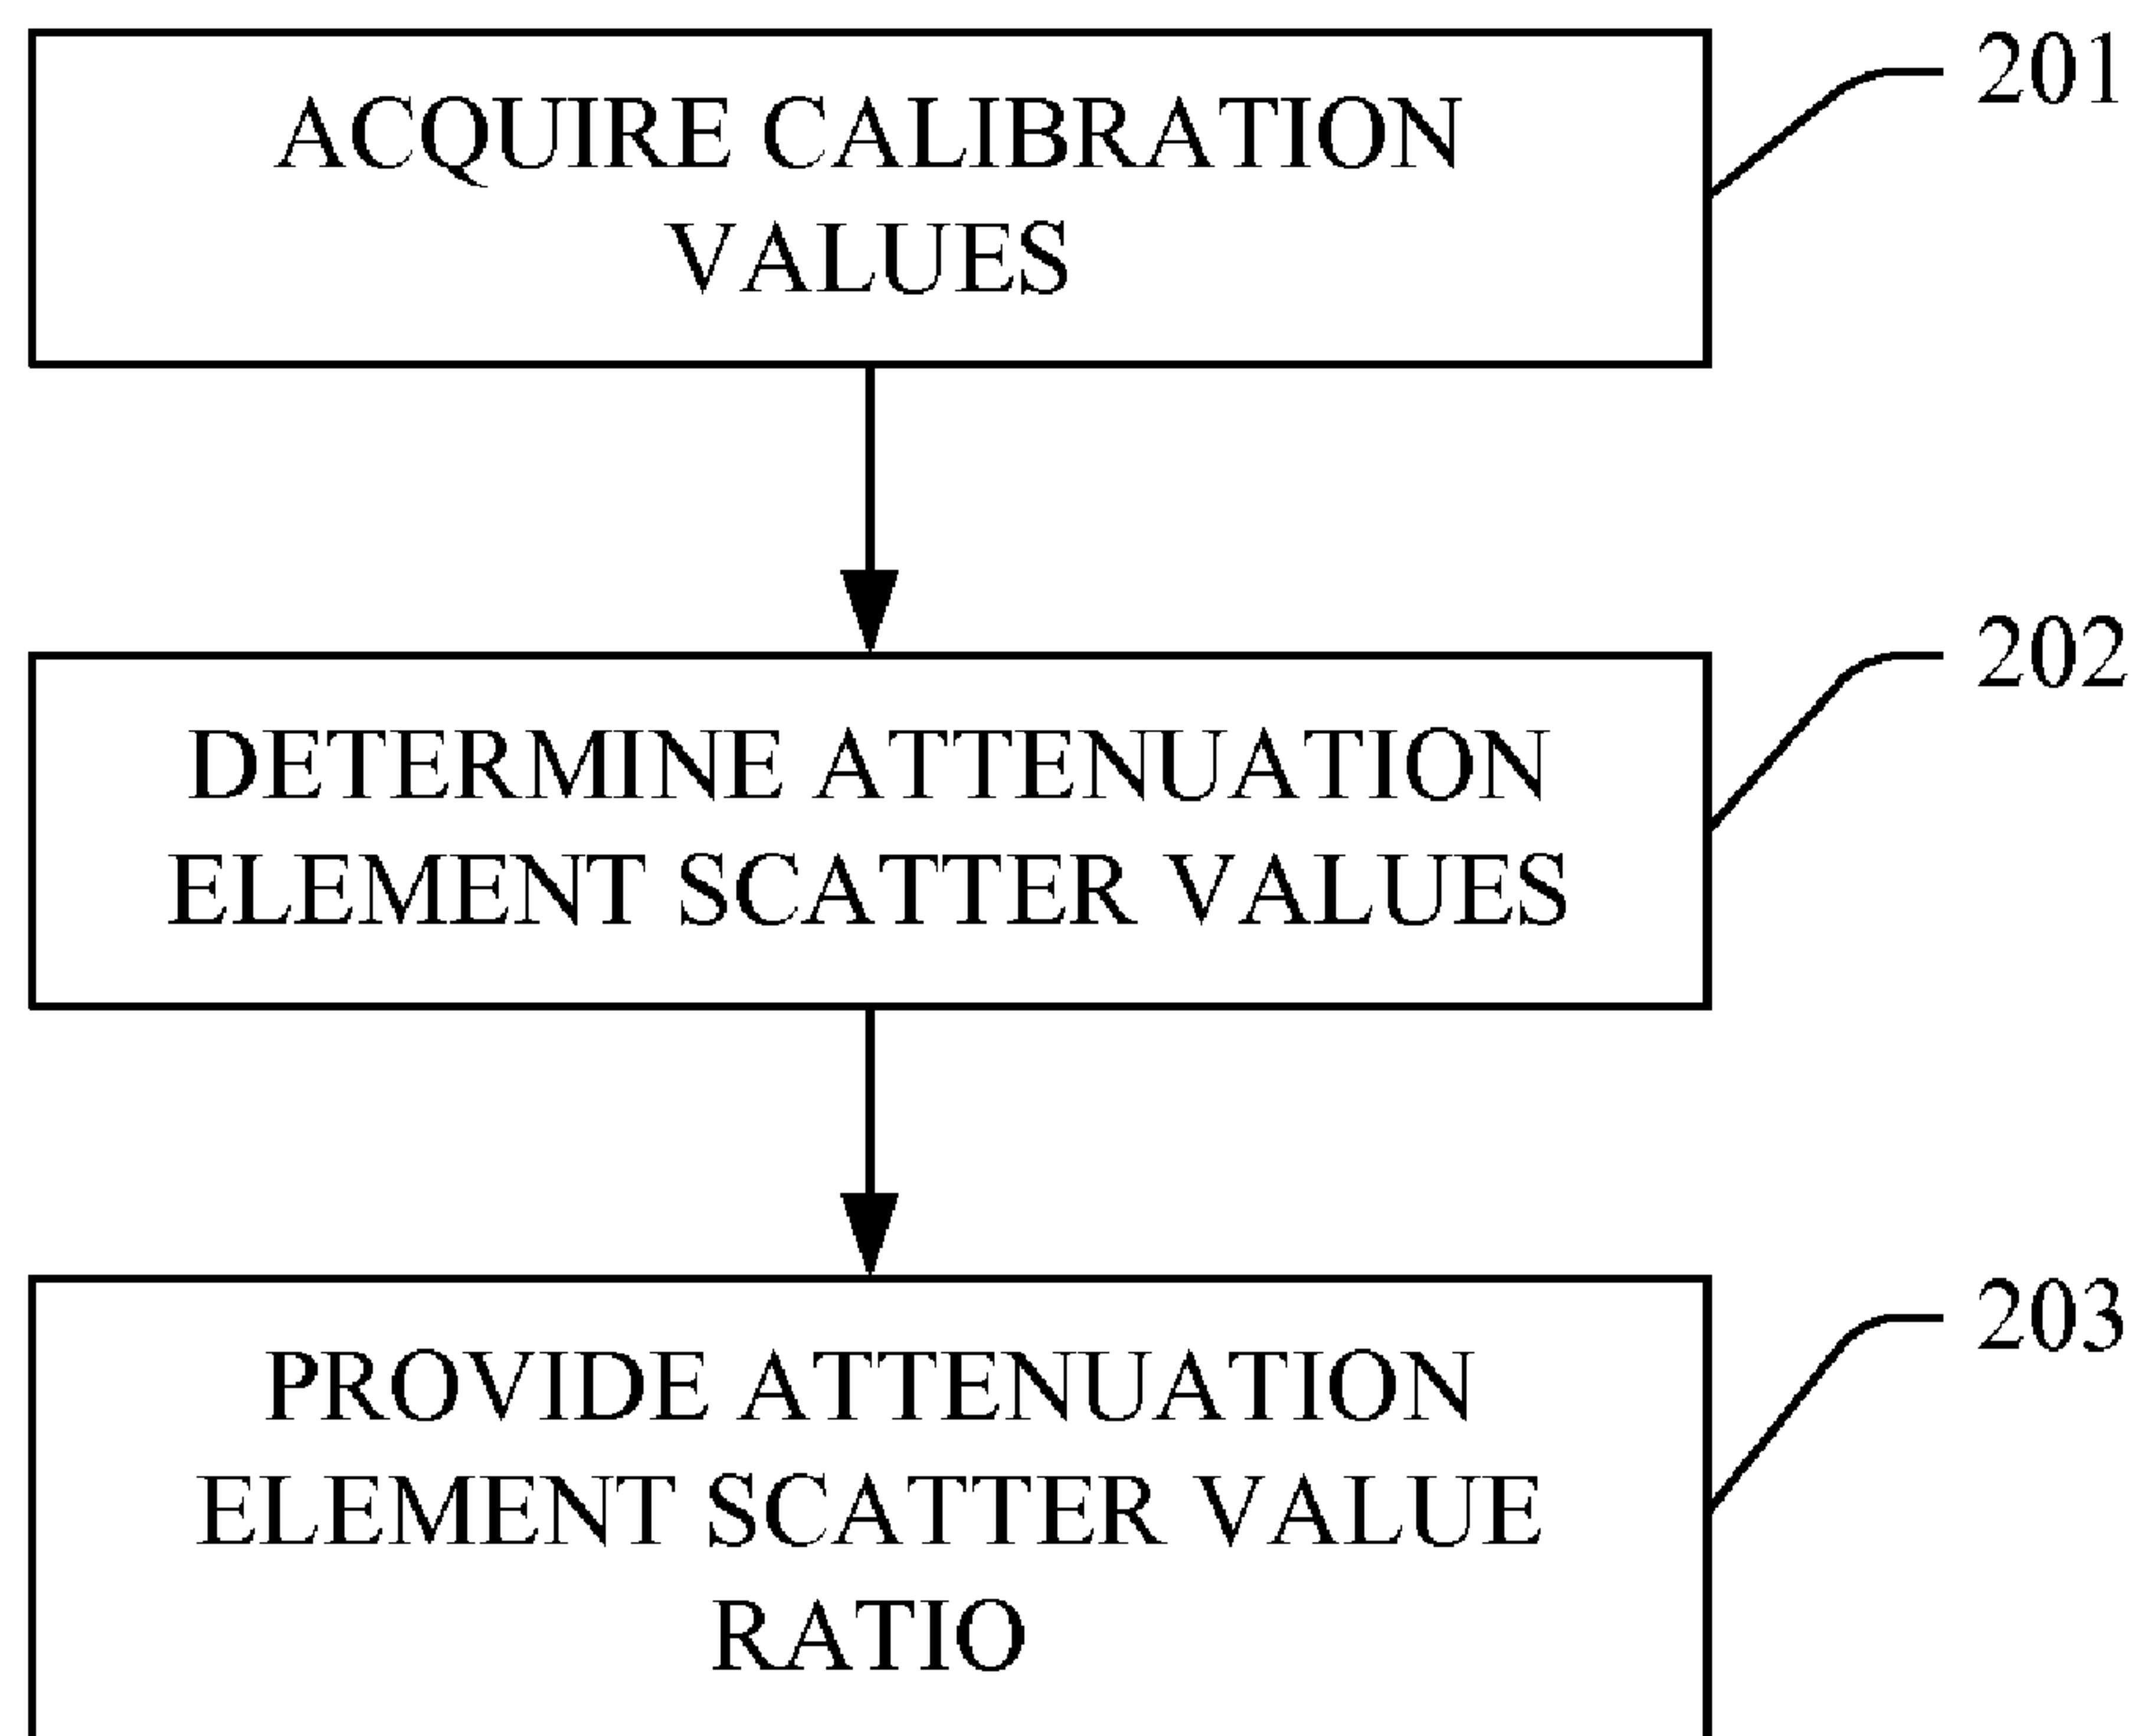 ACQUIRE CALIBRATION
VALUES
201
DETERMINE ATTENUATION
ELEMENT SCATTER VALUES
202
PROVIDE ATTENUATION
ELEMENT SCATTER VALUE
RATIO
203